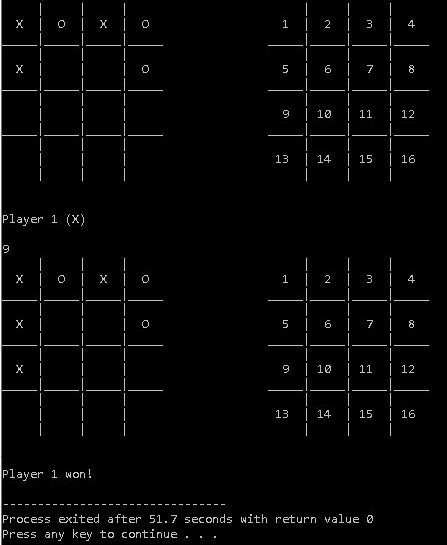 X O X O 1 2 3 4
X O 5 6 7 8
9 10 11 12
13 14 15 16
Player 1 (X)
9
X O X O 1 2 3 4
X O 5 6 7 8
X 9 10 11 12
13 14 15 16
Player 1 won!
--------------------------------
Process exited after 51.7 seconds with return value 0
Press any key to continue . . .